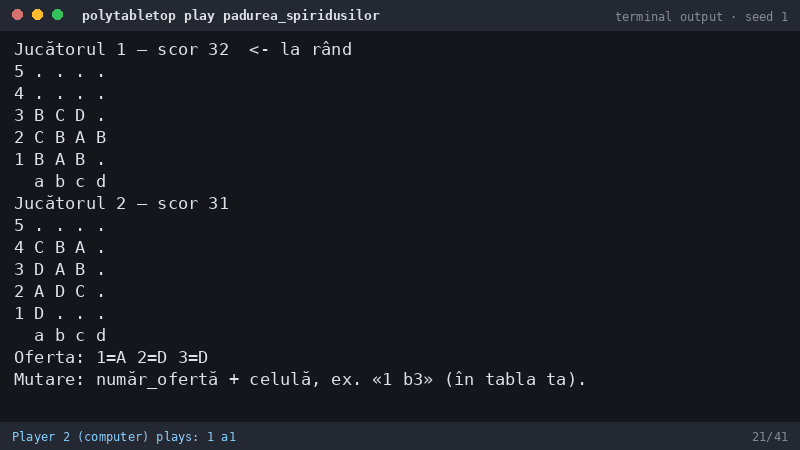 polytabletop play padurea_spiridusilor
terminal output · seed 1
Jucătorul 1 — scor 32  <- la rând
5 . . . .
4 . . . .
3 B C D .
2 C B A B
1 B A B .
  a b c d
Jucătorul 2 — scor 31
5 . . . .
4 C B A .
3 D A B .
2 A D C .
1 D . . .
  a b c d
Oferta: 1=A 2=D 3=D
Mutare: număr_ofertă + celulă, ex. «1 b3» (în tabla ta).
Player 2 (computer) plays: 1 a1
21/41